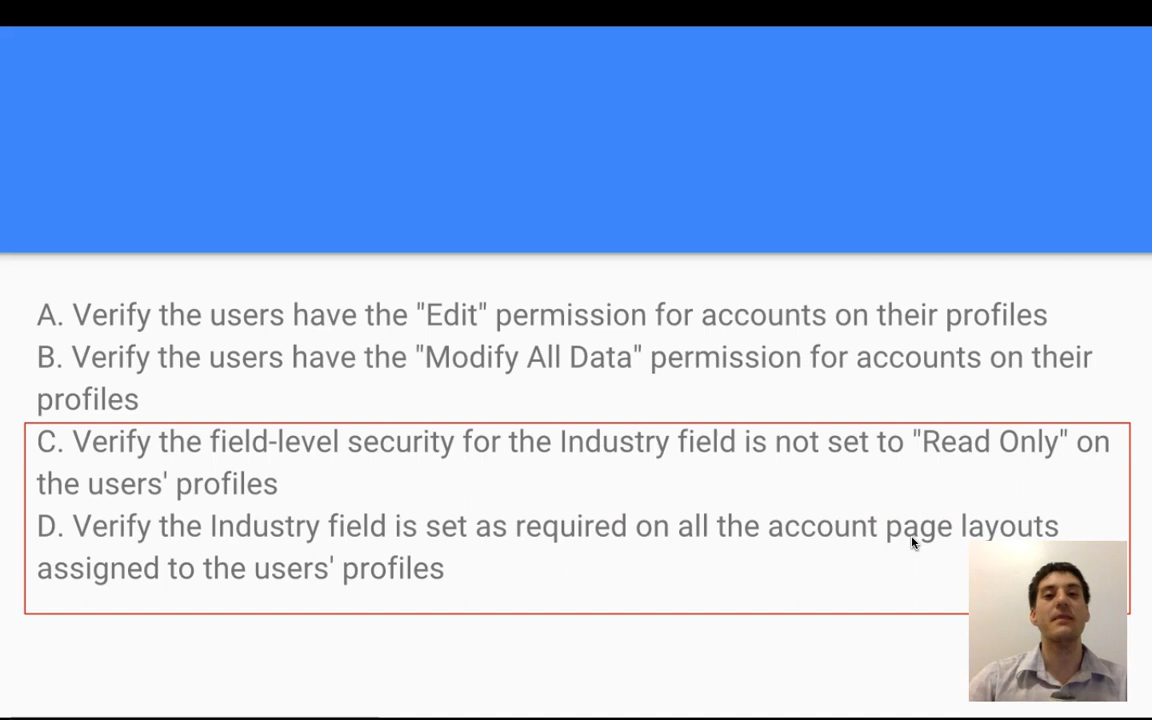 A. Verify the users have the "Edit" permission for accounts on their profiles
B. Verify the users have the "Modify All Data" permission for accounts on their
profiles
C. Verify the field-level security for the Industry field is not set to "Read Only" on
the users' profiles
D. Verify the Industry field is set as required on all the account page layouts
assigned to the users' profiles